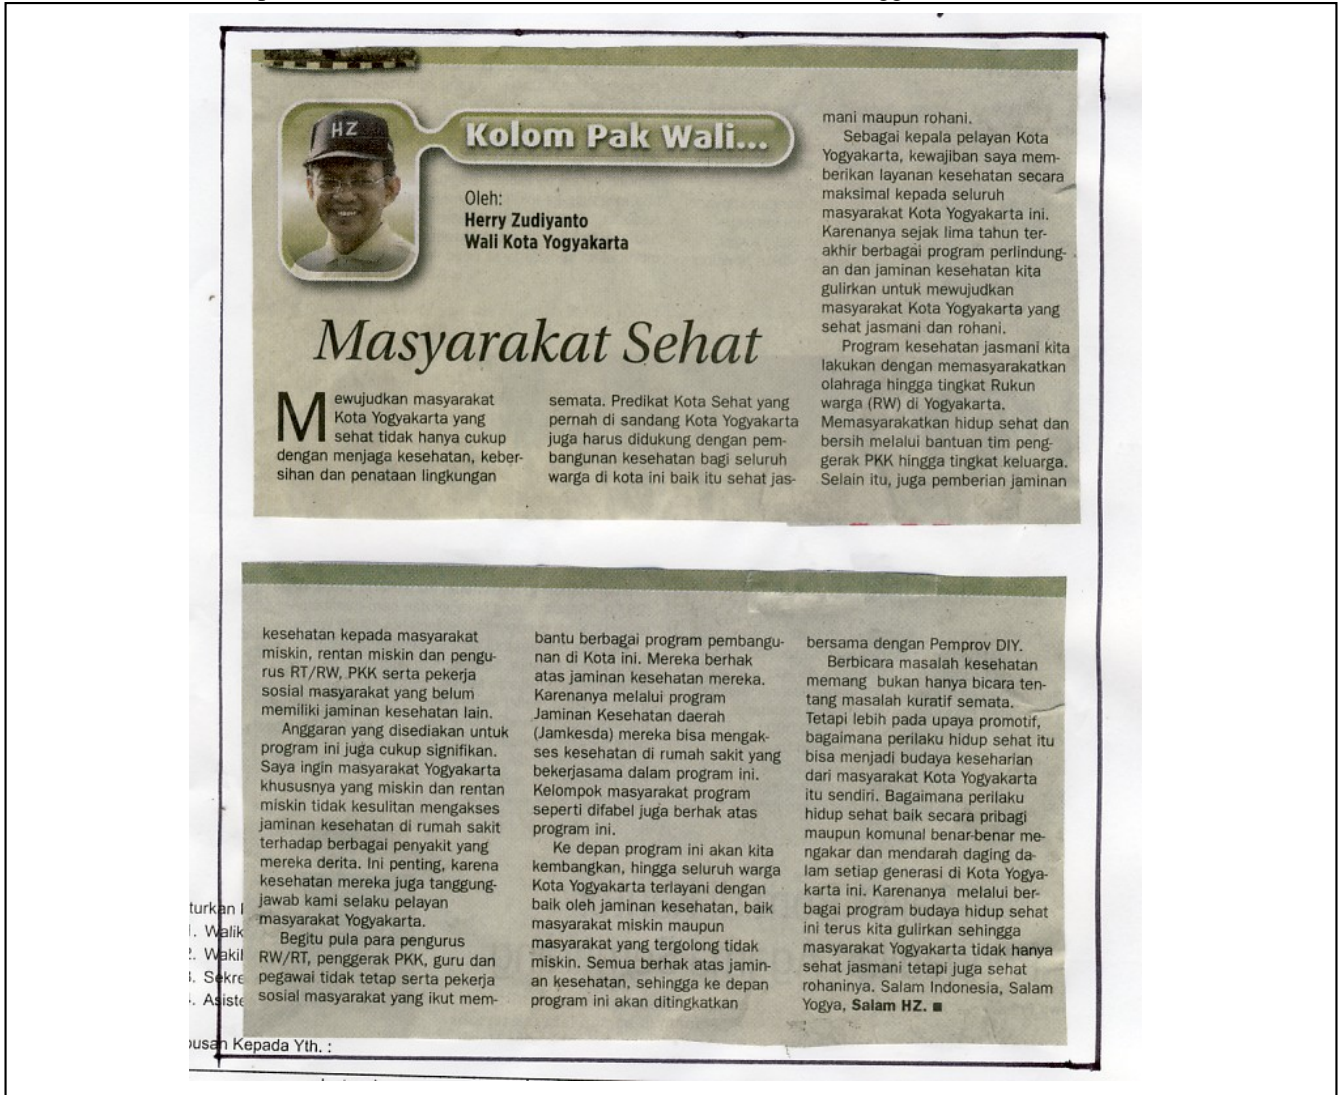 HZ
Kolom Pak Wali...
Oleh:
Herry Zudiyanto
Wali Kota Yogyakarta
Masyarakat Sehat
Mewujudkan masyarakat
Kota Yogyakarta yang
sehat tidak hanya cukup
dengan menjaga kesehatan, keber-
sihan dan penataan lingkungan
semata. Predikat Kota Sehat yang
pernah di sandang Kota Yogyakarta
juga harus didukung dengan pem-
bangunan kesehatan bagi seluruh
warga di kota ini baik itu sehat jas-
mani maupun rohani.
Sebagai kepala pelayan Kota
Yogyakarta, kewajiban saya mem-
berikan layanan kesehatan secara
maksimal kepada seluruh
masyarakat Kota Yogyakarta ini.
Karenanya sejak lima tahun ter-
akhir berbagai program perlindung-
an dan jaminan kesehatan kita
gulirkan untuk mewujudkan
masyarakat Kota Yogyakarta yang
sehat jasmani dan rohani.
Program kesehatan jasmani kita
lakukan dengan memasyarakatkan
olahraga hingga tingkat Rukun
warga (RW) di Yogyakarta.
Memasyarakatkan hidup sehat dan
bersih melalui bantuan tim peng-
gerak PKK hingga tingkat keluarga.
Selain itu, juga pemberian jaminan
kesehatan kepada masyarakat
miskin, rentan miskin dan pengu-
rus RT/RW, PKK serta pekerja
sosial masyarakat yang belum
memiliki jaminan kesehatan lain.
Anggaran yang disediakan untuk
program ini juga cukup signifikan.
Saya ingin masyarakat Yogyakarta
khususnya yang miskin dan rentan
miskin tidak kesulitan mengakses
jaminan kesehatan di rumah sakit
terhadap berbagai penyakit yang
mereka derita. Ini penting, karena
kesehatan mereka juga tanggung-
jawab kami selaku pelayan
masyarakat Yogyakarta.
Begitu pula para pengurus
RW/RT, penggerak PKK, guru dan
pegawai tidak tetap serta pekerja
sosial masyarakat yang ikut mem-
bantu berbagai program pembangu-
nan di Kota ini. Mereka berhak
atas jaminan kesehatan mereka.
Karenanya melalui program
Jaminan Kesehatan daerah
(Jamkesda) mereka bisa mengak-
ses kesehatan di rumah sakit yang
bekerjasama dalam program ini.
Kelompok masyarakat program
seperti difabel juga berhak atas
program ini.
Ke depan program ini akan kita
kembangkan, hingga seluruh warga
Kota Yogyakarta terlayani dengan
baik oleh jaminan kesehatan, baik
masyarakat miskin maupun
masyarakat yang tergolong tidak
miskin. Semua berhak atas jamin-
an kesehatan, sehingga ke depan
program ini akan ditingkatkan
bersama dengan Pemprov DIY.
Berbicara masalah kesehatan
memang bukan hanya bicara ten-
tang masalah kuratif semata.
Tetapi lebih pada upaya promotif,
bagaimana perilaku hidup sehat itu
bisa menjadi budaya keseharian
dari masyarakat Kota Yogyakarta
itu sendiri. Bagaimana perilaku
hidup sehat baik secara pribagi
maupun komunal benar-benar me-
ngakar dan mendarah daging da-
lam setiap generasi di Kota Yogya-
karta ini. Karenanya melalui ber-
bagai program budaya hidup sehat
ini terus kita gulirkan sehingga
masyarakat Yogyakarta tidak hanya
sehat jasmani tetapi juga sehat
rohaninya. Salam Indonesia, Salam
Yogya, Salam HZ. ■
turkan
1. Walik
2. Wakil
3. Sekre
4. Asiste
busan Kepada Yth. :